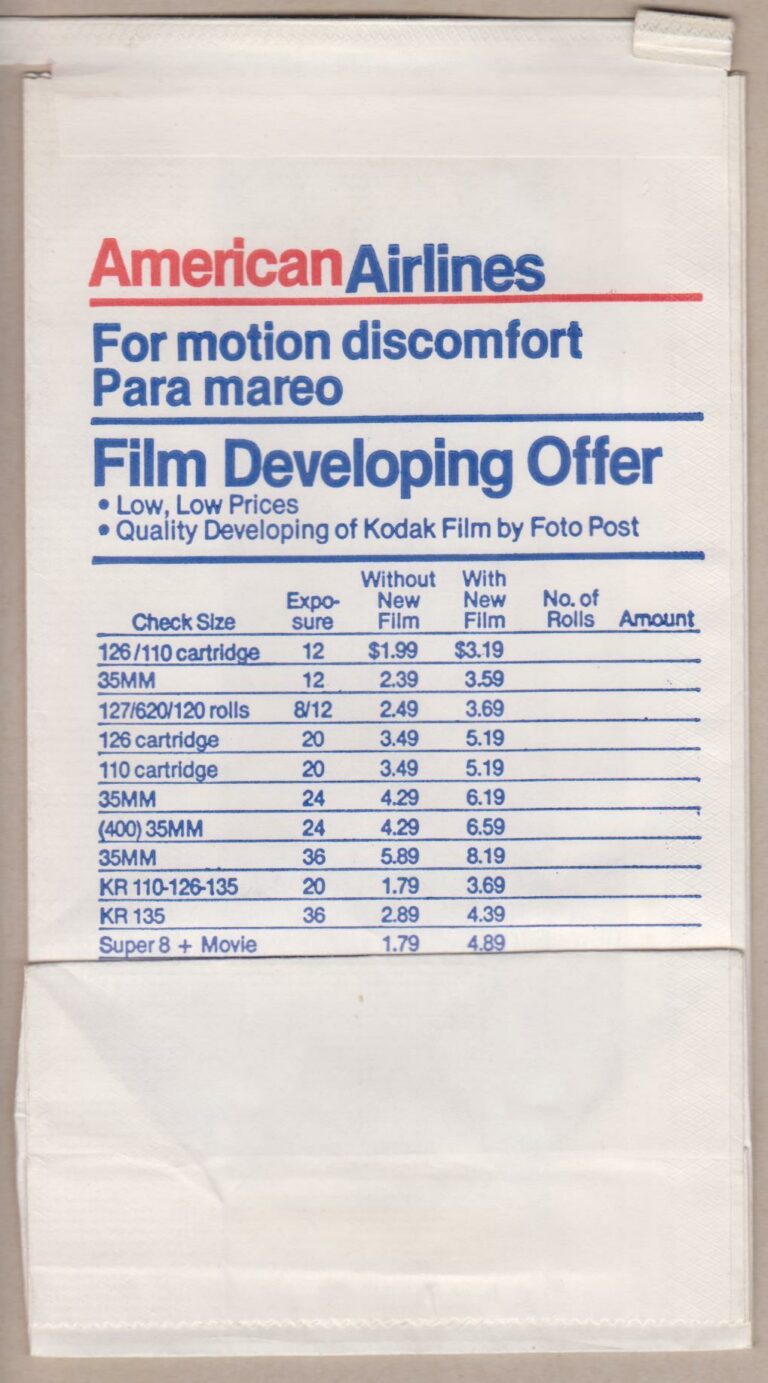 American Airlines
For motion discomfort
Para mareo
Film Developing Offer
• Low, Low Prices
• Quality Developing of Kodak Film by Foto Post
Check Size Expo-sure Without New Film With New Film No. of Rolls Amount
126/110 cartridge 12 $1.99 $3.19
35MM 12 2.39 3.59
127/620/120 rolls 8/12 2.49 3.69
126 cartridge 20 3.49 5.19
110 cartridge 20 3.49 5.19
35MM 24 4.29 6.19
(400) 35MM 24 4.29 6.59
35MM 36 5.89 8.19
KR 110-126-135 20 1.79 3.69
KR 135 36 2.89 4.39
Super 8 + Movie 1.79 4.89